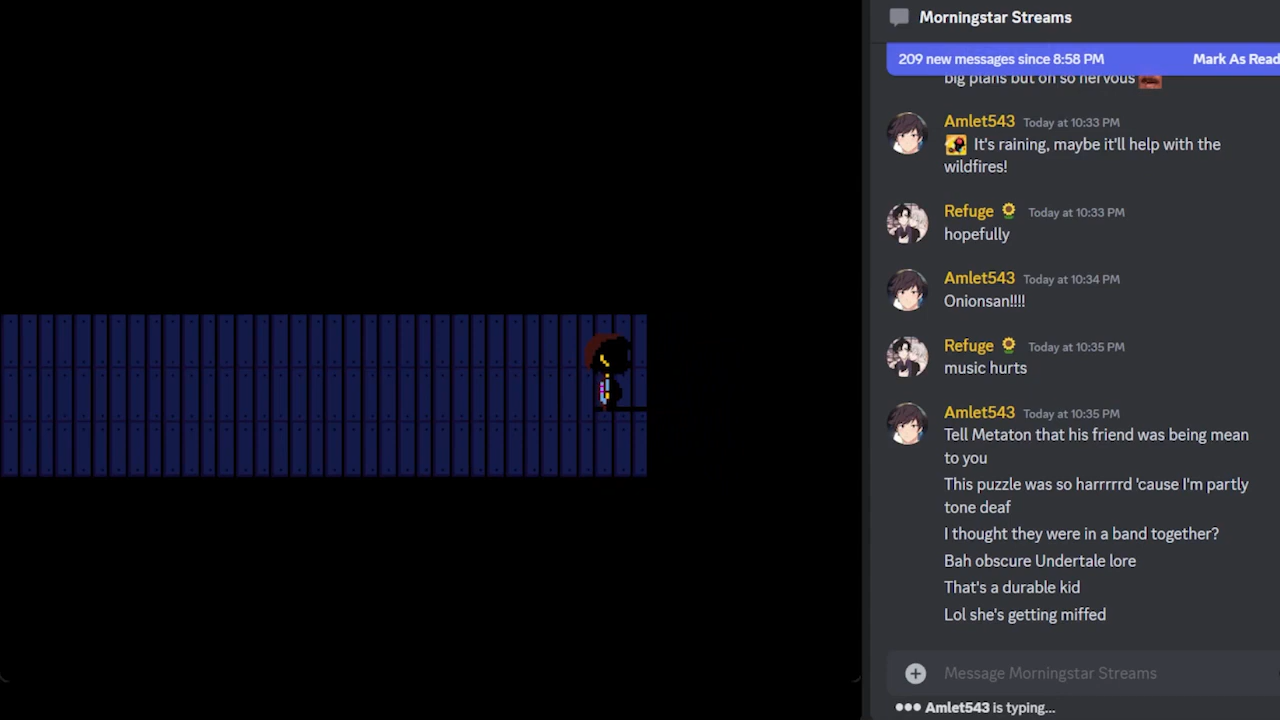 Morningstar Streams
209 new messages since 8:58 PM Mark As Read
big plans but oh so nervous
Amlet543 Today at 10:33 PM
It's raining, maybe it'll help with the
wildfires!
Refuge Today at 10:33 PM
hopefully
Amlet543 Today at 10:34 PM
Onionsan!!!!
Refuge Today at 10:35 PM
music hurts
Amlet543 Today at 10:35 PM
Tell Metaton that his friend was being mean
to you
This puzzle was so harrrrrd 'cause I'm partly
tone deaf
I thought they were in a band together?
Bah obscure Undertale lore
That's a durable kid
Lol she's getting miffed
Message Morningstar Streams
Amlet543 is typing...